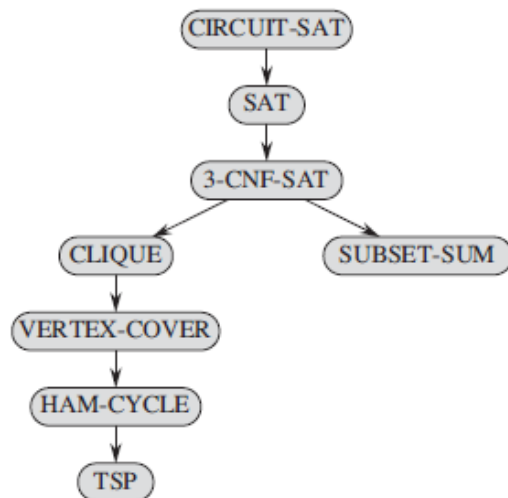 CIRCUIT-SAT
SAT
3-CNF-SAT
CLIQUE
SUBSET-SUM
VERTEX-COVER
HAM-CYCLE
TSP